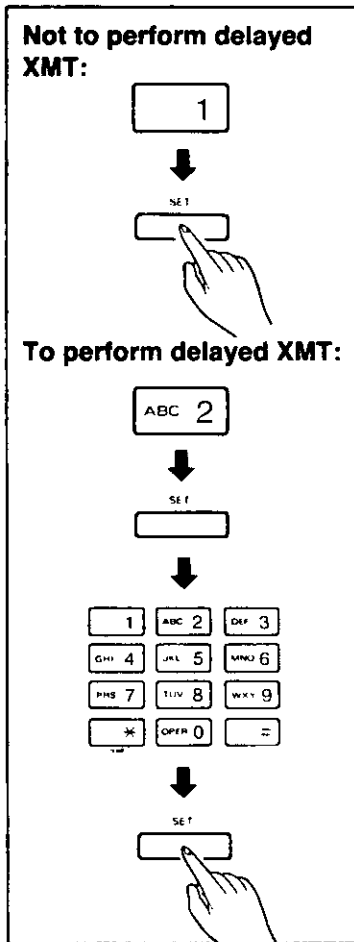 Not to perform delayed
XMT:
1
SET
To perform delayed XMT:
ABC 2
SET
1 ABC 2 DEF 3
GHI 4 JKL 5 MNO 6
PRS 7 TUV 8 WXY 9
* OPER 0 #
SET